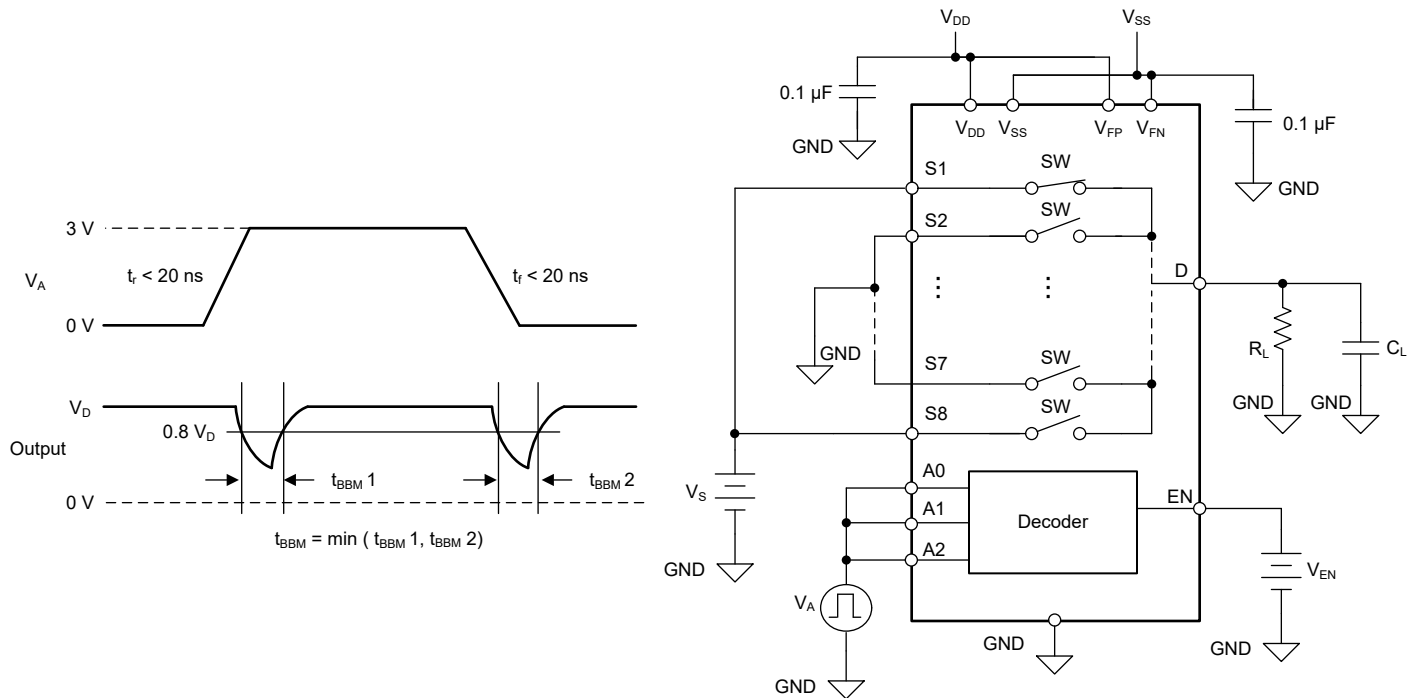 3 V
V_A
t_r < 20 ns
t_f < 20 ns
0 V
V_D
0.8 V_D
Output
t_BBM 1
t_BBM 2
0 V
t_BBM = min ( t_BBM 1, t_BBM 2)
V_DD
V_SS
0.1 µF
GND
V_DD
V_SS
V_FP
V_FN
0.1 µF
GND
S1
SW
S2
SW
D
GND
R_L
C_L
GND
GND
S7
SW
S8
SW
V_S
GND
A0
A1
A2
Decoder
EN
V_EN
GND
V_A
GND
GND